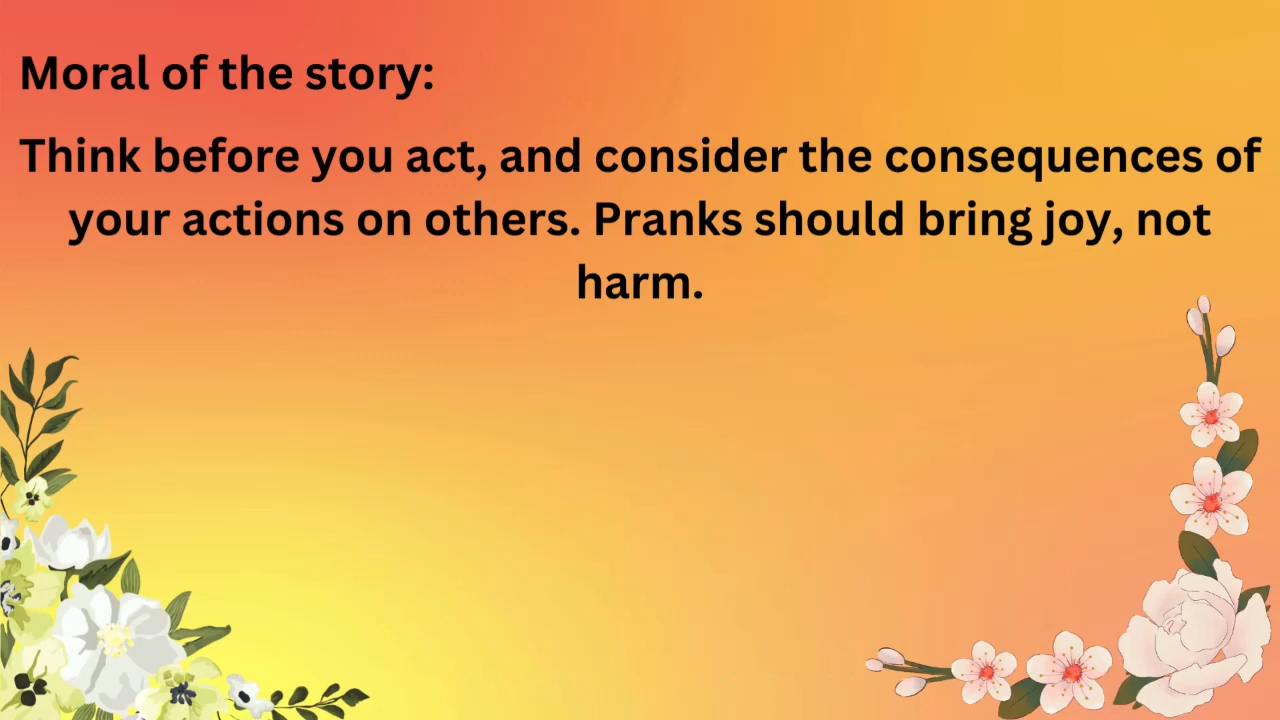 Moral of the story:
Think before you act, and consider the consequences of
your actions on others. Pranks should bring joy, not
harm.